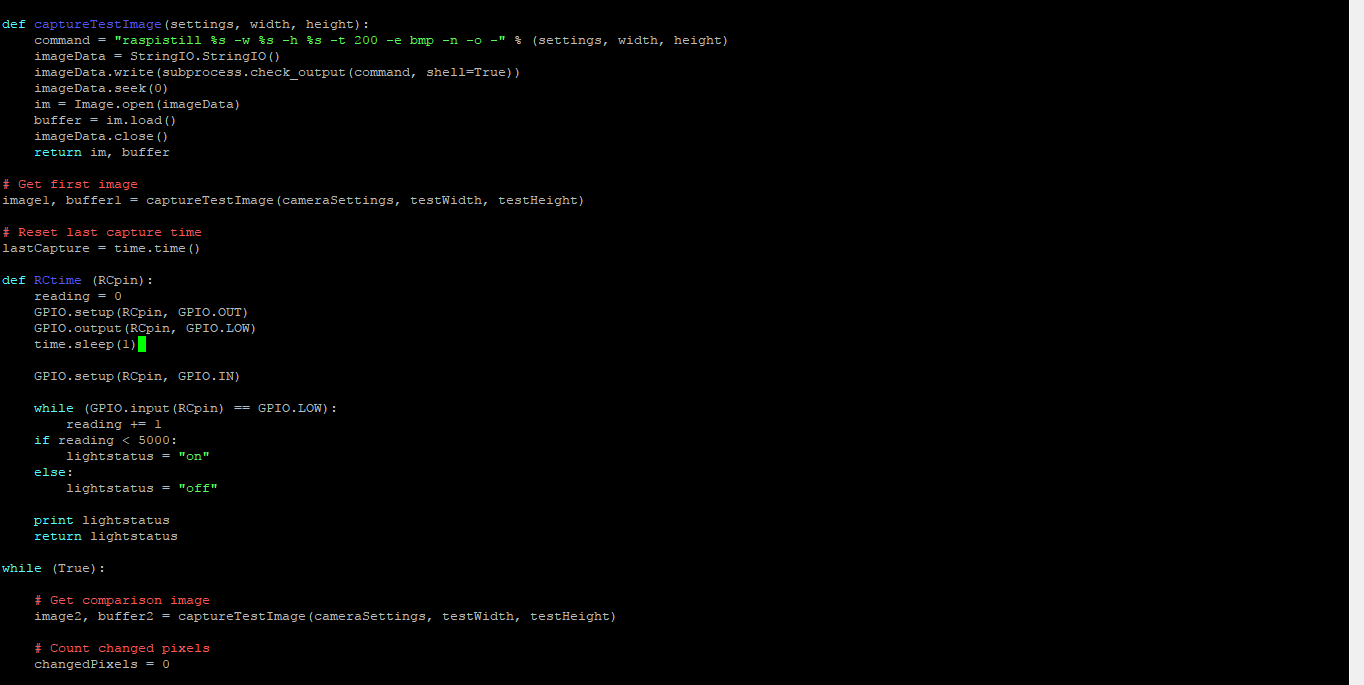 def captureTestImage(settings, width, height):
    command = "raspistill %s -w %s -h %s -t 200 -e bmp -n -o -" % (settings, width, height)
    imageData = StringIO.StringIO()
    imageData.write(subprocess.check_output(command, shell=True))
    imageData.seek(0)
    im = Image.open(imageData)
    buffer = im.load()
    imageData.close()
    return im, buffer

# Get first image
image1, buffer1 = captureTestImage(cameraSettings, testWidth, testHeight)

# Reset last capture time
lastCapture = time.time()

def RCtime (RCpin):
    reading = 0
    GPIO.setup(RCpin, GPIO.OUT)
    GPIO.output(RCpin, GPIO.LOW)
    time.sleep(1)

    GPIO.setup(RCpin, GPIO.IN)

    while (GPIO.input(RCpin) == GPIO.LOW):
        reading += 1
    if reading < 5000:
        lightstatus = "on"
    else:
        lightstatus = "off"

    print lightstatus
    return lightstatus

while (True):

    # Get comparison image
    image2, buffer2 = captureTestImage(cameraSettings, testWidth, testHeight)

    # Count changed pixels
    changedPixels = 0